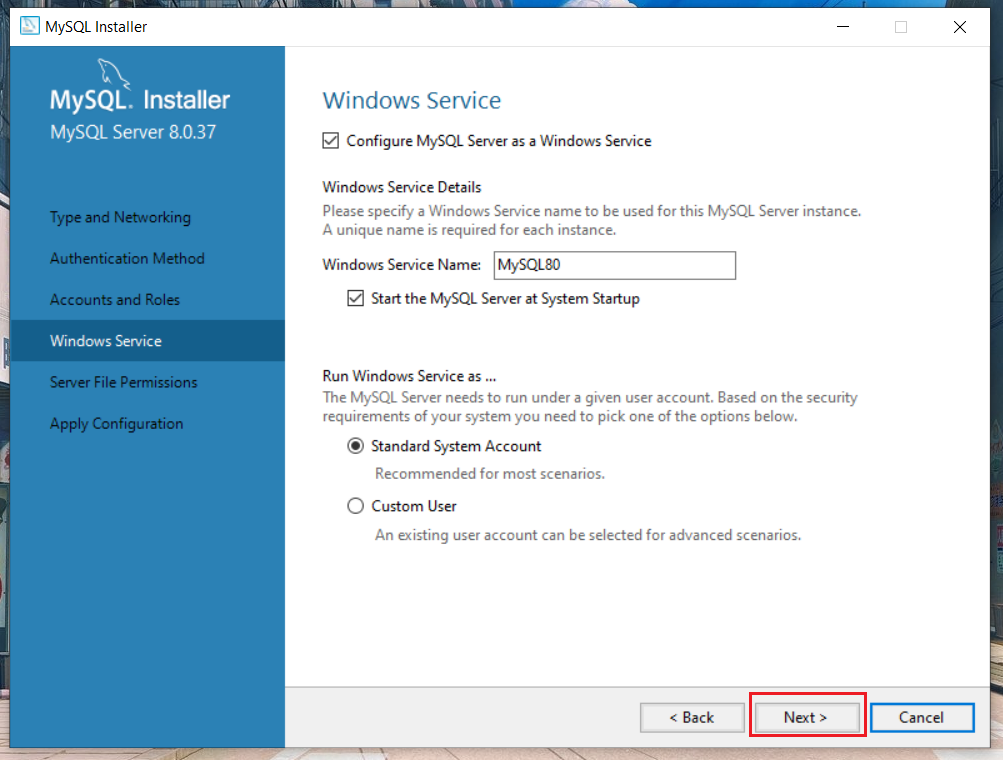 MySQL Installer
MySQL. Installer
MySQL Server 8.0.37
Type and Networking
Authentication Method
Accounts and Roles
Windows Service
Server File Permissions
Apply Configuration
Windows Service
Configure MySQL Server as a Windows Service
Windows Service Details
Please specify a Windows Service name to be used for this MySQL Server instance.
A unique name is required for each instance.
Windows Service Name: MySQL80
Start the MySQL Server at System Startup
Run Windows Service as ...
The MySQL Server needs to run under a given user account. Based on the security
requirements of your system you need to pick one of the options below.
Standard System Account
Recommended for most scenarios.
Custom User
An existing user account can be selected for advanced scenarios.
< Back Next > Cancel